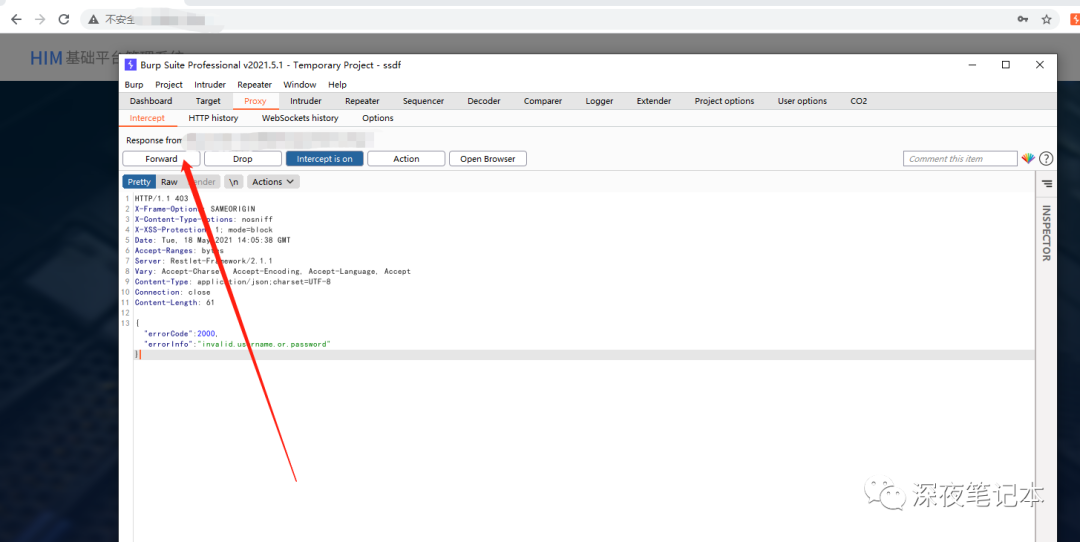 不安全
HIM 基础平台管理系统
Burp Suite Professional v2021.5.1 - Temporary Project - ssdf
Burp Project Intruder Repeater Window Help
Dashboard Target Proxy Intruder Repeater Sequencer Decoder Comparer Logger Extender Project options User options CO2
Intercept HTTP history WebSockets history Options
Response from
Forward Drop Intercept is on Action Open Browser Comment this item ?
Pretty Raw Render \n Actions
1 HTTP/1.1 403
2 X-Frame-Options: SAMEORIGIN
3 X-Content-Type-Options: nosniff
4 X-XSS-Protection: 1; mode=block
5 Date: Tue, 18 May 2021 14:05:38 GMT
6 Accept-Ranges: bytes
7 Server: Restlet-Framework/2.1.1
8 Vary: Accept-Charset, Accept-Encoding, Accept-Language, Accept
9 Content-Type: application/json;charset=UTF-8
10 Connection: close
11 Content-Length: 61
12
13 {
"errorCode":2000,
"errorInfo":"invalid.username.or.password"
}
INSPECTOR
深夜笔记本